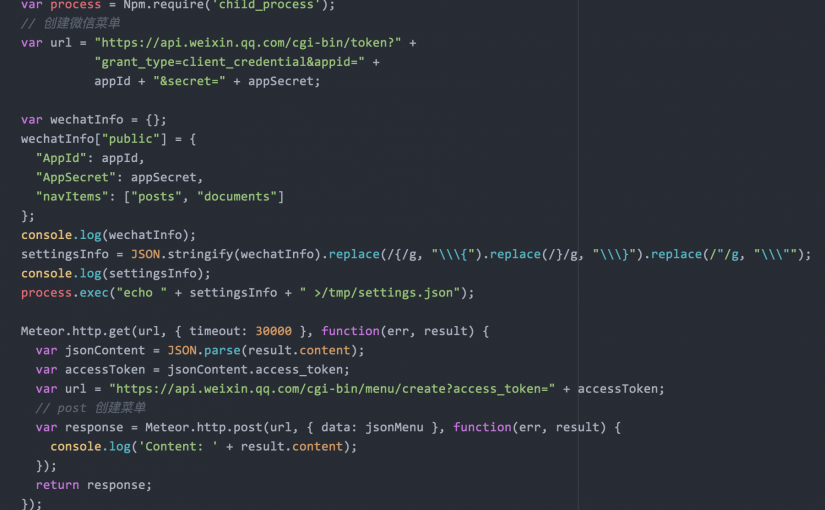 var process = Npm.require('child_process');
// 创建微信菜单
var url = "https://api.weixin.qq.com/cgi-bin/token?" +
"grant_type=client_credential&appid=" +
appId + "&secret=" + appSecret;
var wechatInfo = {};
wechatInfo["public"] = {
"AppId": appId,
"AppSecret": appSecret,
"navItems": ["posts", "documents"]
};
console.log(wechatInfo);
settingsInfo = JSON.stringify(wechatInfo).replace(/{/g, "\\\{").replace(/}/g, "\\\}").replace(/"/g, "\\\"");
console.log(settingsInfo);
process.exec("echo " + settingsInfo + " >/tmp/settings.json");
Meteor.http.get(url, { timeout: 30000 }, function(err, result) {
var jsonContent = JSON.parse(result.content);
var accessToken = jsonContent.access_token;
var url = "https://api.weixin.qq.com/cgi-bin/menu/create?access_token=" + accessToken;
// post 创建菜单
var response = Meteor.http.post(url, { data: jsonMenu }, function(err, result) {
console.log('Content: ' + result.content);
});
return response;
});